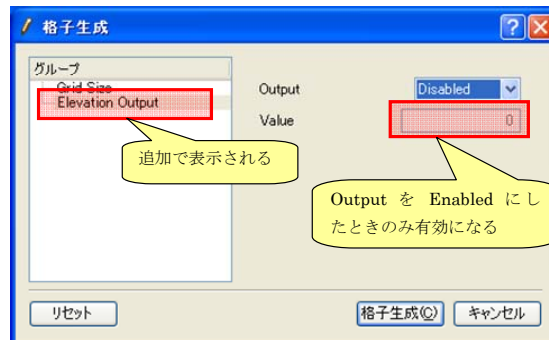 格子生成
グループ
Grid Size
Elevation Output
Output
Disabled
Value
0
追加で表示される
Output を Enabled にし
たときのみ有効になる
リセット
格子生成(C)
キャンセル